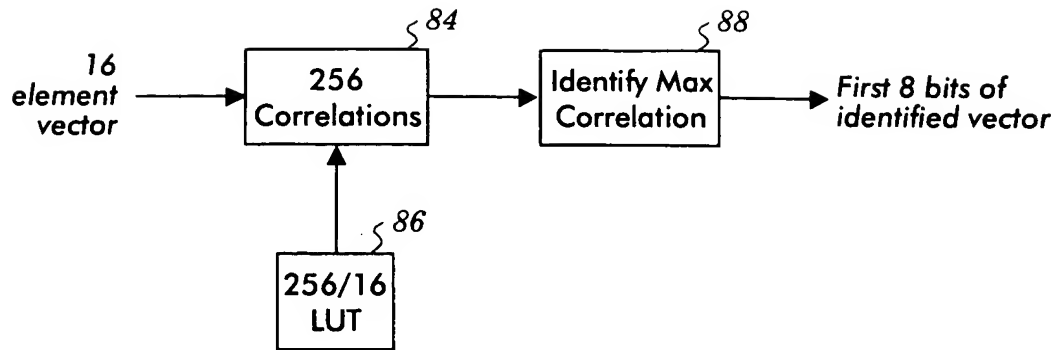 84
88
16
element
vector
256
Correlations
Identify Max
Correlation
First 8 bits of
identified vector
86
256/16
LUT